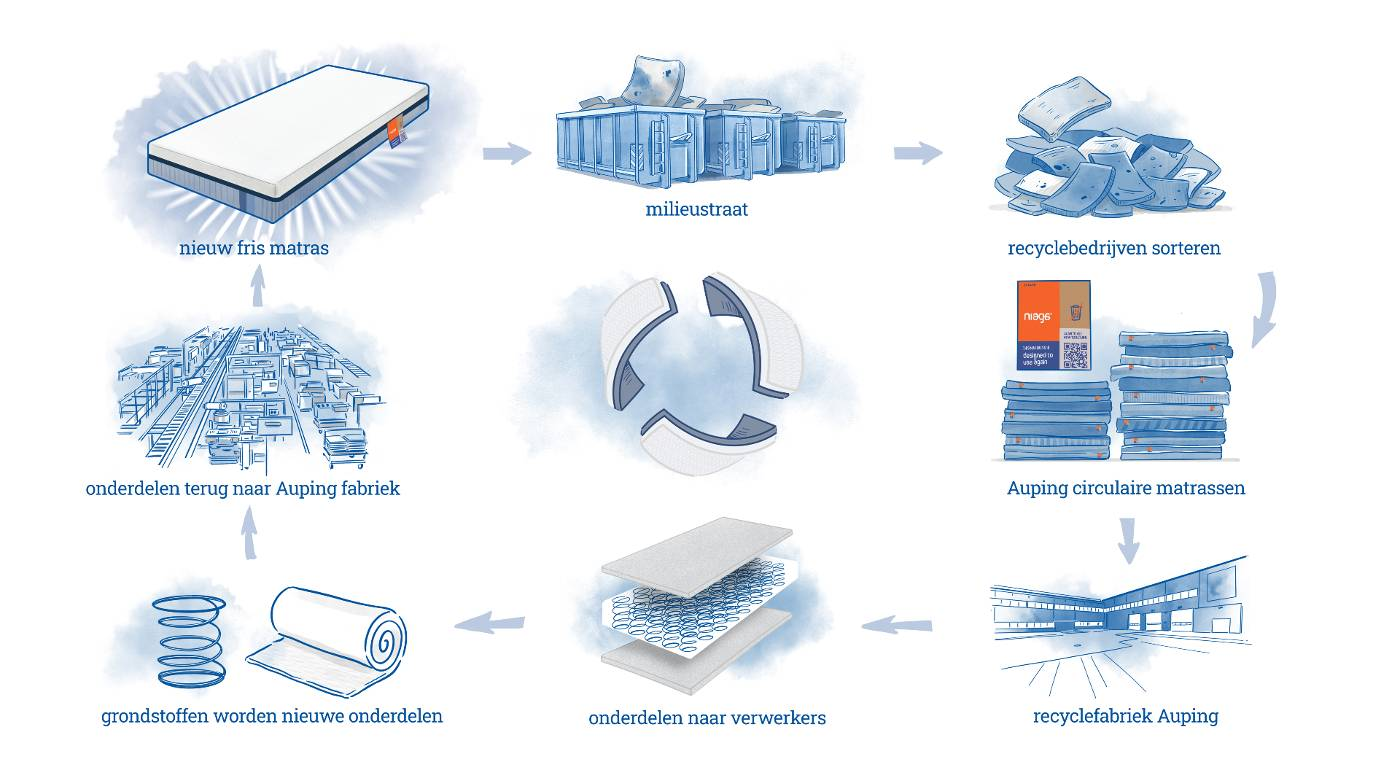 nieuw fris matras
milieustraat
recyclebedrijven sorteren
niaga®
designed to
use again
Auping circulaire matrassen
recyclefabriek Auping
onderdelen naar verwerkers
grondstoffen worden nieuwe onderdelen
onderdelen terug naar Auping fabriek